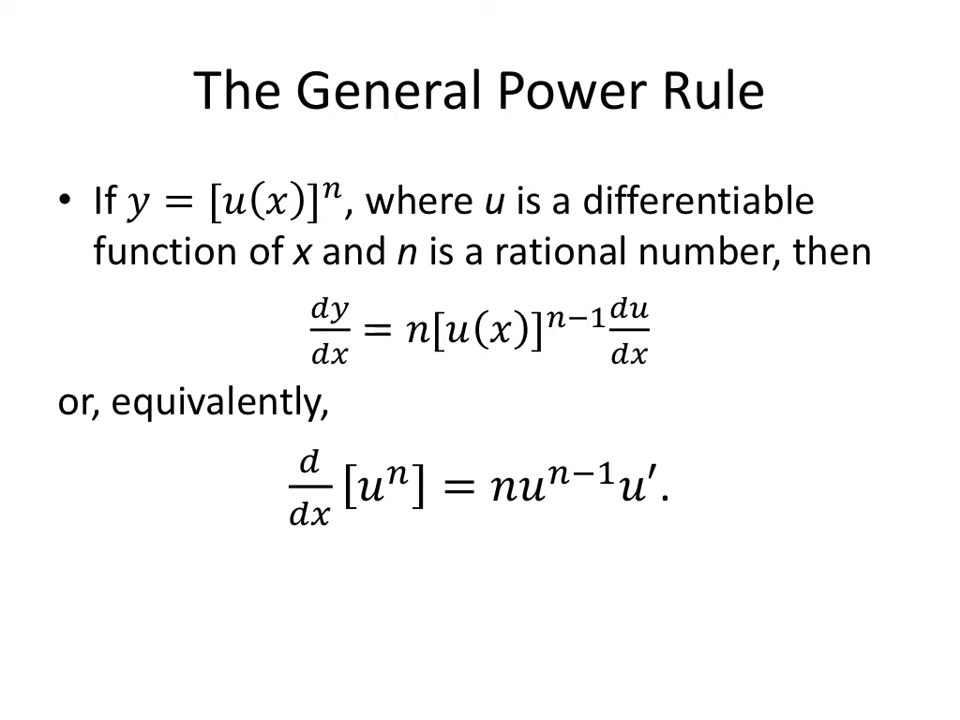 The General Power Rule
• If 𝑦 = [𝑢(𝑥)]ⁿ, where u is a differentiable
function of x and n is a rational number, then
dy/dx = n[u(x)]ⁿ⁻¹ du/dx
or, equivalently,
d/dx [uⁿ] = nuⁿ⁻¹u′.